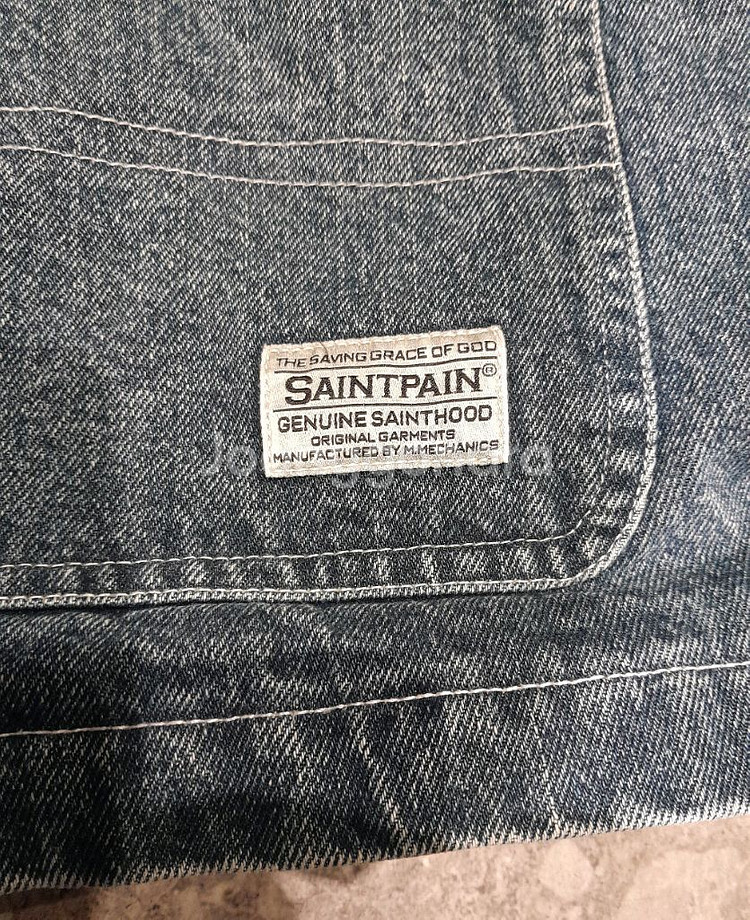 THE SAVING GRACE OF GOD
SAINTPAIN®
GENUINE SAINTHOOD
ORIGINAL GARMENTS
MANUFACTURED BY M.MECHANICS